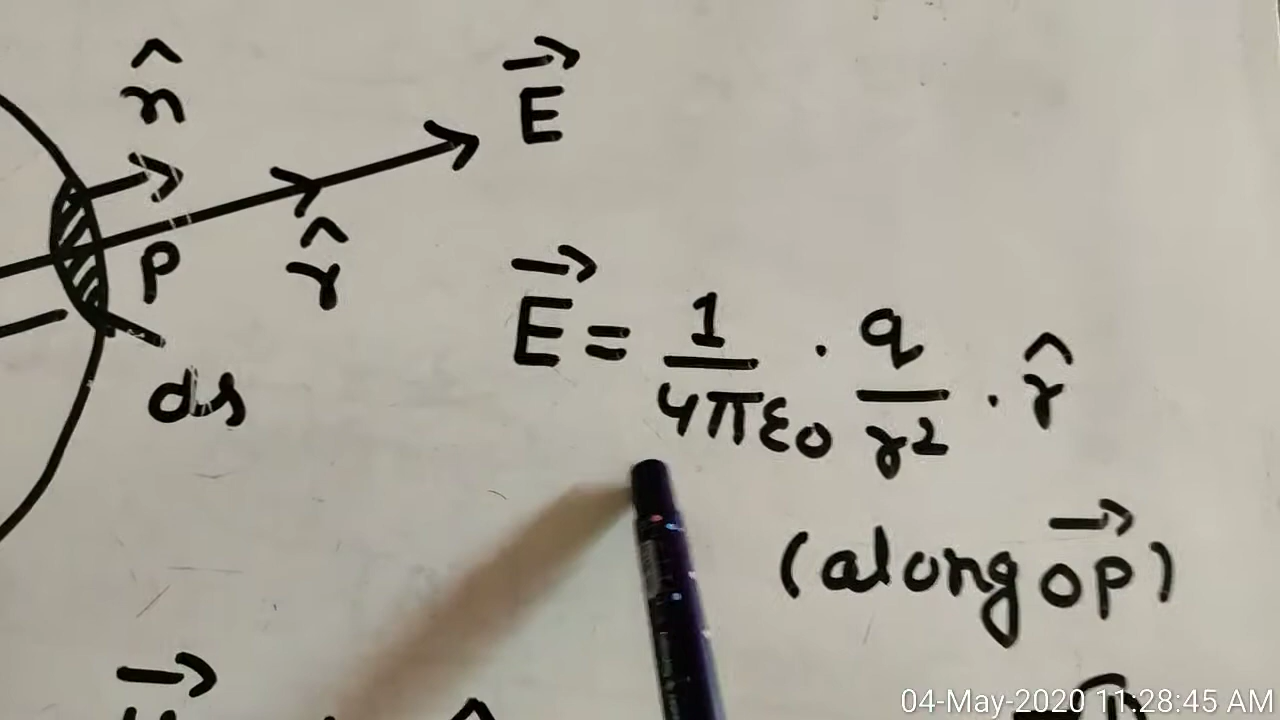 n̂
E⃗
P
r̂
ds
E⃗ = 1/4πε0 · q/r² · r̂
(along OP⃗)
04-May-2020 11:28:45 AM